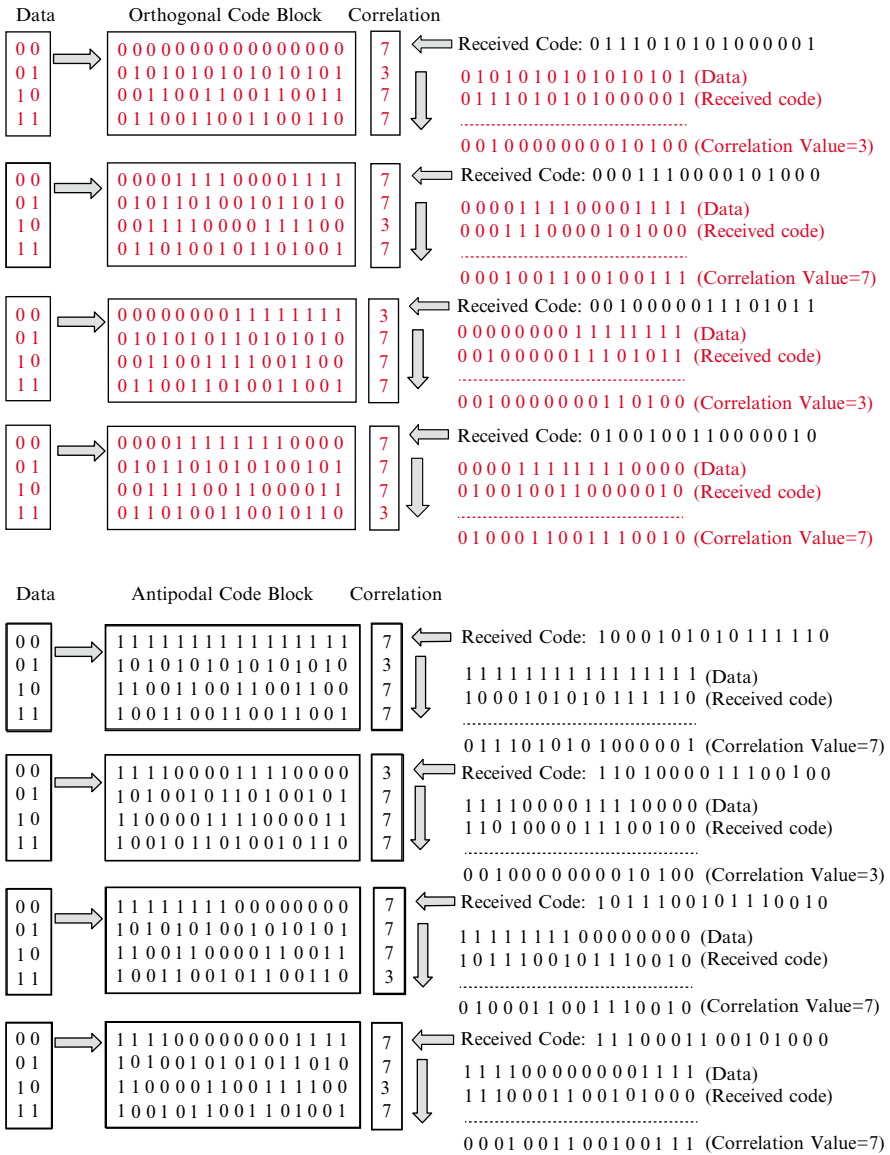 Data Orthogonal Code Block Correlation
0 0 0 0 0 0 0 0 0 0 0 0 0 0 0 0 0 0 7
0 1 0 1 0 1 0 1 0 1 0 1 0 1 0 1 0 1 3
1 0 0 0 1 1 0 0 1 1 0 0 1 1 0 0 1 1 7
1 1 0 1 1 0 0 1 1 0 0 1 1 0 0 1 1 0 7
Received Code: 0 1 1 1 0 1 0 1 0 1 0 0 0 0 0 1
0 1 0 1 0 1 0 1 0 1 0 1 0 1 0 1 (Data)
0 1 1 1 0 1 0 1 0 1 0 0 0 0 0 1 (Received code)
0 0 1 0 0 0 0 0 0 0 0 1 0 1 0 0 (Correlation Value=3)
0 0 0 0 0 0 1 1 1 1 0 0 0 0 1 1 1 1 7
0 1 0 1 0 1 1 0 1 0 0 1 0 1 1 0 1 0 7
1 0 0 0 1 1 1 1 0 0 0 0 1 1 1 1 0 0 3
1 1 0 1 1 0 1 0 0 1 0 1 1 0 1 0 0 1 7
Received Code: 0 0 0 1 1 1 0 0 0 0 1 0 1 0 0 0
0 0 0 0 1 1 1 1 0 0 0 0 1 1 1 1 (Data)
0 0 0 1 1 1 0 0 0 0 1 0 1 0 0 0 (Received code)
0 0 0 1 0 0 1 1 0 0 1 0 0 1 1 1 (Correlation Value=7)
0 0 0 0 0 0 0 0 0 0 1 1 1 1 1 1 1 1 3
0 1 0 1 0 1 0 1 0 1 1 0 1 0 1 0 1 0 7
1 0 0 0 1 1 0 0 1 1 1 1 0 0 1 1 0 0 7
1 1 0 1 1 0 0 1 1 0 1 0 0 1 1 0 0 1 7
Received Code: 0 0 1 0 0 0 0 0 1 1 1 0 1 0 1 1
0 0 0 0 0 0 0 0 1 1 1 1 1 1 1 1 (Data)
0 0 1 0 0 0 0 0 1 1 1 0 1 0 1 1 (Received code)
0 0 1 0 0 0 0 0 0 0 1 1 0 1 0 0 (Correlation Value=3)
0 0 0 0 0 0 1 1 1 1 1 1 1 1 0 0 0 0 7
0 1 0 1 0 1 1 0 1 0 1 0 1 0 0 1 0 1 7
1 0 0 0 1 1 1 1 0 0 1 1 0 0 0 0 1 1 7
1 1 0 1 1 0 1 0 0 1 1 0 0 1 0 1 1 0 3
Received Code: 0 1 0 0 1 0 0 1 1 0 0 0 0 0 1 0
0 0 0 0 1 1 1 1 1 1 1 1 0 0 0 0 (Data)
0 1 0 0 1 0 0 1 1 0 0 0 0 0 1 0 (Received code)
0 1 0 0 0 1 1 0 0 1 1 1 0 0 1 0 (Correlation Value=7)
Data Antipodal Code Block Correlation
0 0 1 1 1 1 1 1 1 1 1 1 1 1 1 1 1 1 7
0 1 1 0 1 0 1 0 1 0 1 0 1 0 1 0 1 0 3
1 0 1 1 0 0 1 1 0 0 1 1 0 0 1 1 0 0 7
1 1 1 0 0 1 1 0 0 1 1 0 0 1 1 0 0 1 7
Received Code: 1 0 0 0 1 0 1 0 1 0 1 1 1 1 1 0
1 1 1 1 1 1 1 1 1 1 1 1 1 1 1 1 (Data)
1 0 0 0 1 0 1 0 1 0 1 1 1 1 1 0 (Received code)
0 1 1 1 0 1 0 1 0 1 0 0 0 0 0 1 (Correlation Value=7)
0 0 1 1 1 1 0 0 0 0 1 1 1 1 0 0 0 0 3
0 1 1 0 1 0 0 1 0 1 1 0 1 0 0 1 0 1 7
1 0 1 1 0 0 0 0 1 1 1 1 0 0 0 0 1 1 7
1 1 1 0 0 1 0 1 1 0 1 0 0 1 0 1 1 0 7
Received Code: 1 1 0 1 0 0 0 0 1 1 1 0 0 1 0 0
1 1 1 1 0 0 0 0 1 1 1 1 0 0 0 0 (Data)
1 1 0 1 0 0 0 0 1 1 1 0 0 1 0 0 (Received code)
0 0 1 0 0 0 0 0 0 0 0 1 0 1 0 0 (Correlation Value=3)
0 0 1 1 1 1 1 1 1 1 0 0 0 0 0 0 0 0 7
0 1 1 0 1 0 1 0 1 0 0 1 0 1 0 1 0 1 7
1 0 1 1 0 0 1 1 0 0 0 0 1 1 0 0 1 1 7
1 1 1 0 0 1 1 0 0 1 0 1 1 0 0 1 1 0 3
Received Code: 1 0 1 1 1 0 0 1 0 1 1 1 0 0 1 0
1 1 1 1 1 1 1 1 0 0 0 0 0 0 0 0 (Data)
1 0 1 1 1 0 0 1 0 1 1 1 0 0 1 0 (Received code)
0 1 0 0 0 1 1 0 0 1 1 1 0 0 1 0 (Correlation Value=7)
0 0 1 1 1 1 0 0 0 0 0 0 0 0 1 1 1 1 7
0 1 1 0 1 0 0 1 0 1 0 1 0 1 1 0 1 0 7
1 0 1 1 0 0 0 0 1 1 0 0 1 1 1 1 0 0 3
1 1 1 0 0 1 0 1 1 0 0 1 1 0 1 0 0 1 7
Received Code: 1 1 1 0 0 0 1 1 0 0 1 0 1 0 0 0
1 1 1 1 0 0 0 0 0 0 0 0 1 1 1 1 (Data)
1 1 1 0 0 0 1 1 0 0 1 0 1 0 0 0 (Received code)
0 0 0 1 0 0 1 1 0 0 1 0 0 1 1 1 (Correlation Value=7)